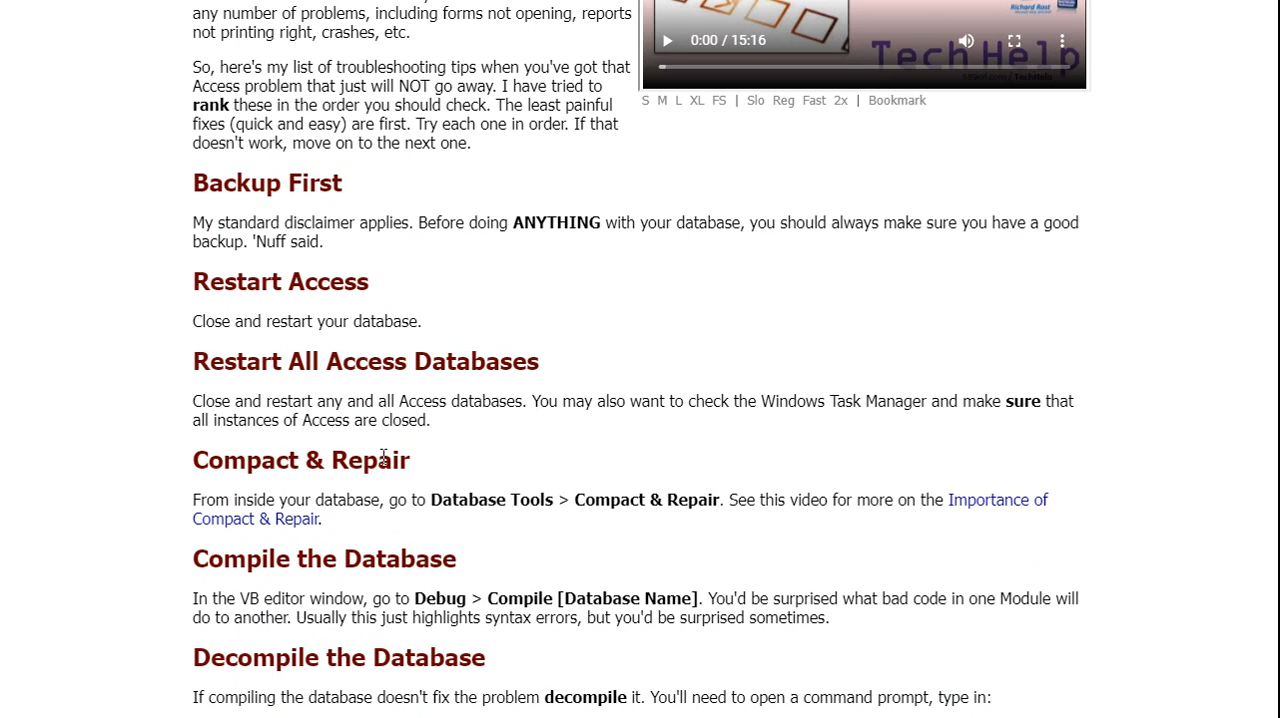 any number of problems, including forms not opening, reports
not printing right, crashes, etc.
So, here's my list of troubleshooting tips when you've got that
Access problem that just will NOT go away. I have tried to
rank these in the order you should check. The least painful
fixes (quick and easy) are first. Try each one in order. If that
doesn't work, move on to the next one.
Richard Rost
0:00 / 15:16
TechHelp
S M L XL FS | Slo Reg Fast 2x | Bookmark
Backup First
My standard disclaimer applies. Before doing ANYTHING with your database, you should always make sure you have a good
backup. 'Nuff said.
Restart Access
Close and restart your database.
Restart All Access Databases
Close and restart any and all Access databases. You may also want to check the Windows Task Manager and make sure that
all instances of Access are closed.
Compact & Repair
From inside your database, go to Database Tools > Compact & Repair. See this video for more on the Importance of
Compact & Repair.
Compile the Database
In the VB editor window, go to Debug > Compile [Database Name]. You'd be surprised what bad code in one Module will
do to another. Usually this just highlights syntax errors, but you'd be surprised sometimes.
Decompile the Database
If compiling the database doesn't fix the problem decompile it. You'll need to open a command prompt, type in: